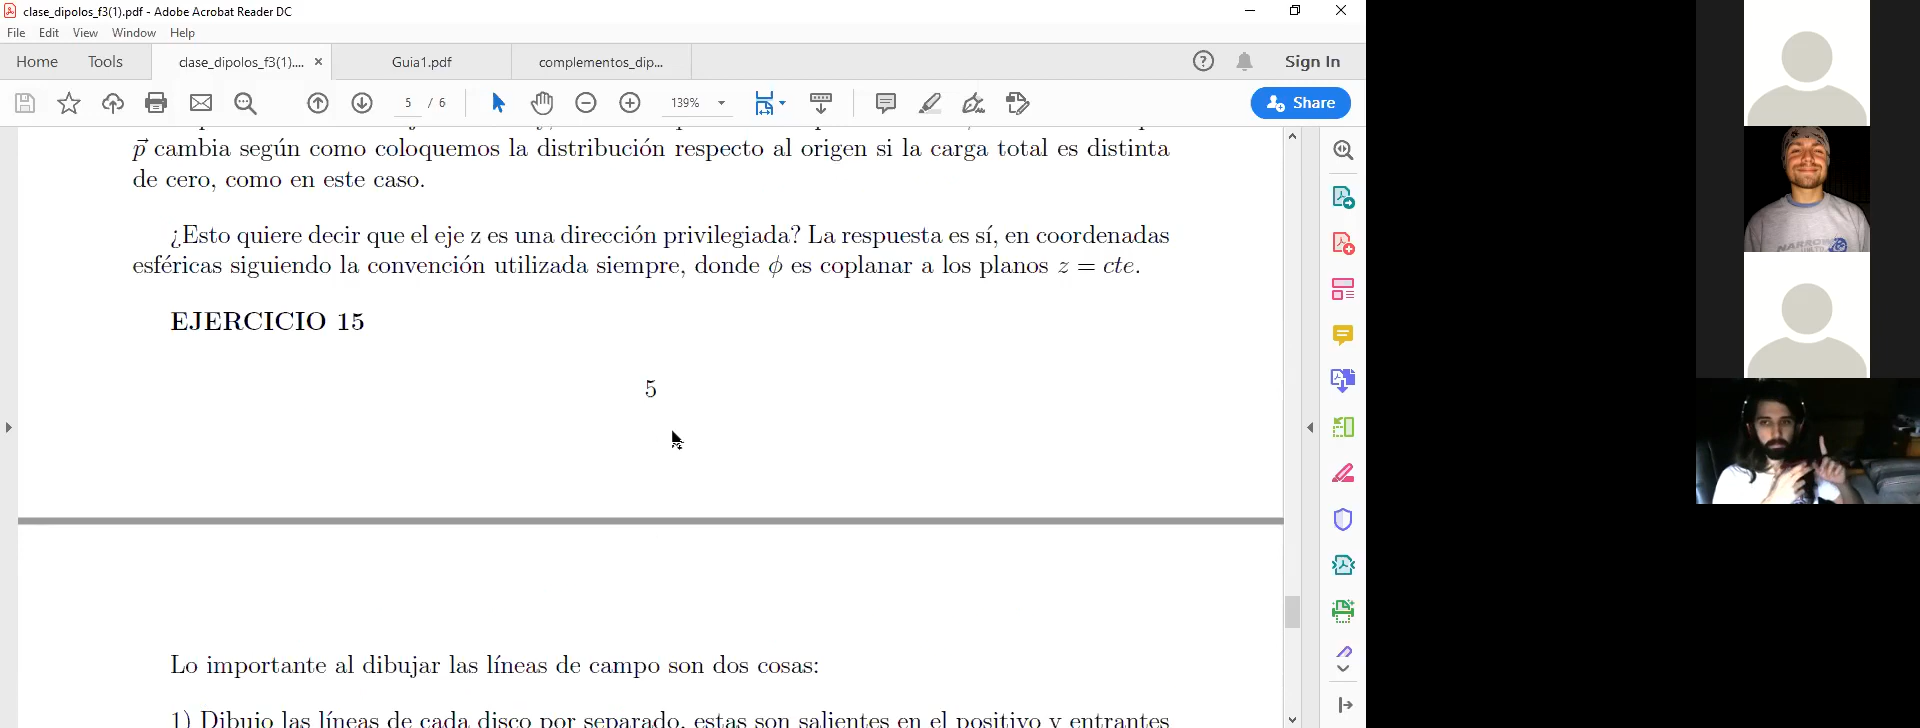 clase_dipolos_f3(1).pdf - Adobe Acrobat Reader DC
File Edit View Window Help
Home Tools clase_dipolos_f3(1).... × Guia1.pdf complementos_dip... Sign In
5 / 6 139% Share
p⃗ cambia según como coloquemos la distribución respecto al origen si la carga total es distinta
de cero, como en este caso.
¿Esto quiere decir que el eje z es una dirección privilegiada? La respuesta es sí, en coordenadas
esféricas siguiendo la convención utilizada siempre, donde ϕ es coplanar a los planos z = cte.
EJERCICIO 15
5
Lo importante al dibujar las líneas de campo son dos cosas:
1) Dibujo las líneas de cada disco por separado, estas son salientes en el positivo y entrantes